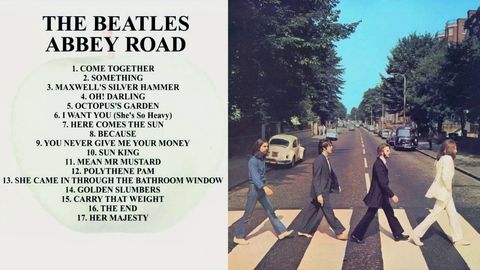 THE BEATLES
ABBEY ROAD
1. COME TOGETHER
2. SOMETHING
3. MAXWELL'S SILVER HAMMER
4. OH! DARLING
5. OCTOPUS'S GARDEN
6. I WANT YOU (She's So Heavy)
7. HERE COMES THE SUN
8. BECAUSE
9. YOU NEVER GIVE ME YOUR MONEY
10. SUN KING
11. MEAN MR MUSTARD
12. POLYTHENE PAM
13. SHE CAME IN THROUGH THE BATHROOM WINDOW
14. GOLDEN SLUMBERS
15. CARRY THAT WEIGHT
16. THE END
17. HER MAJESTY